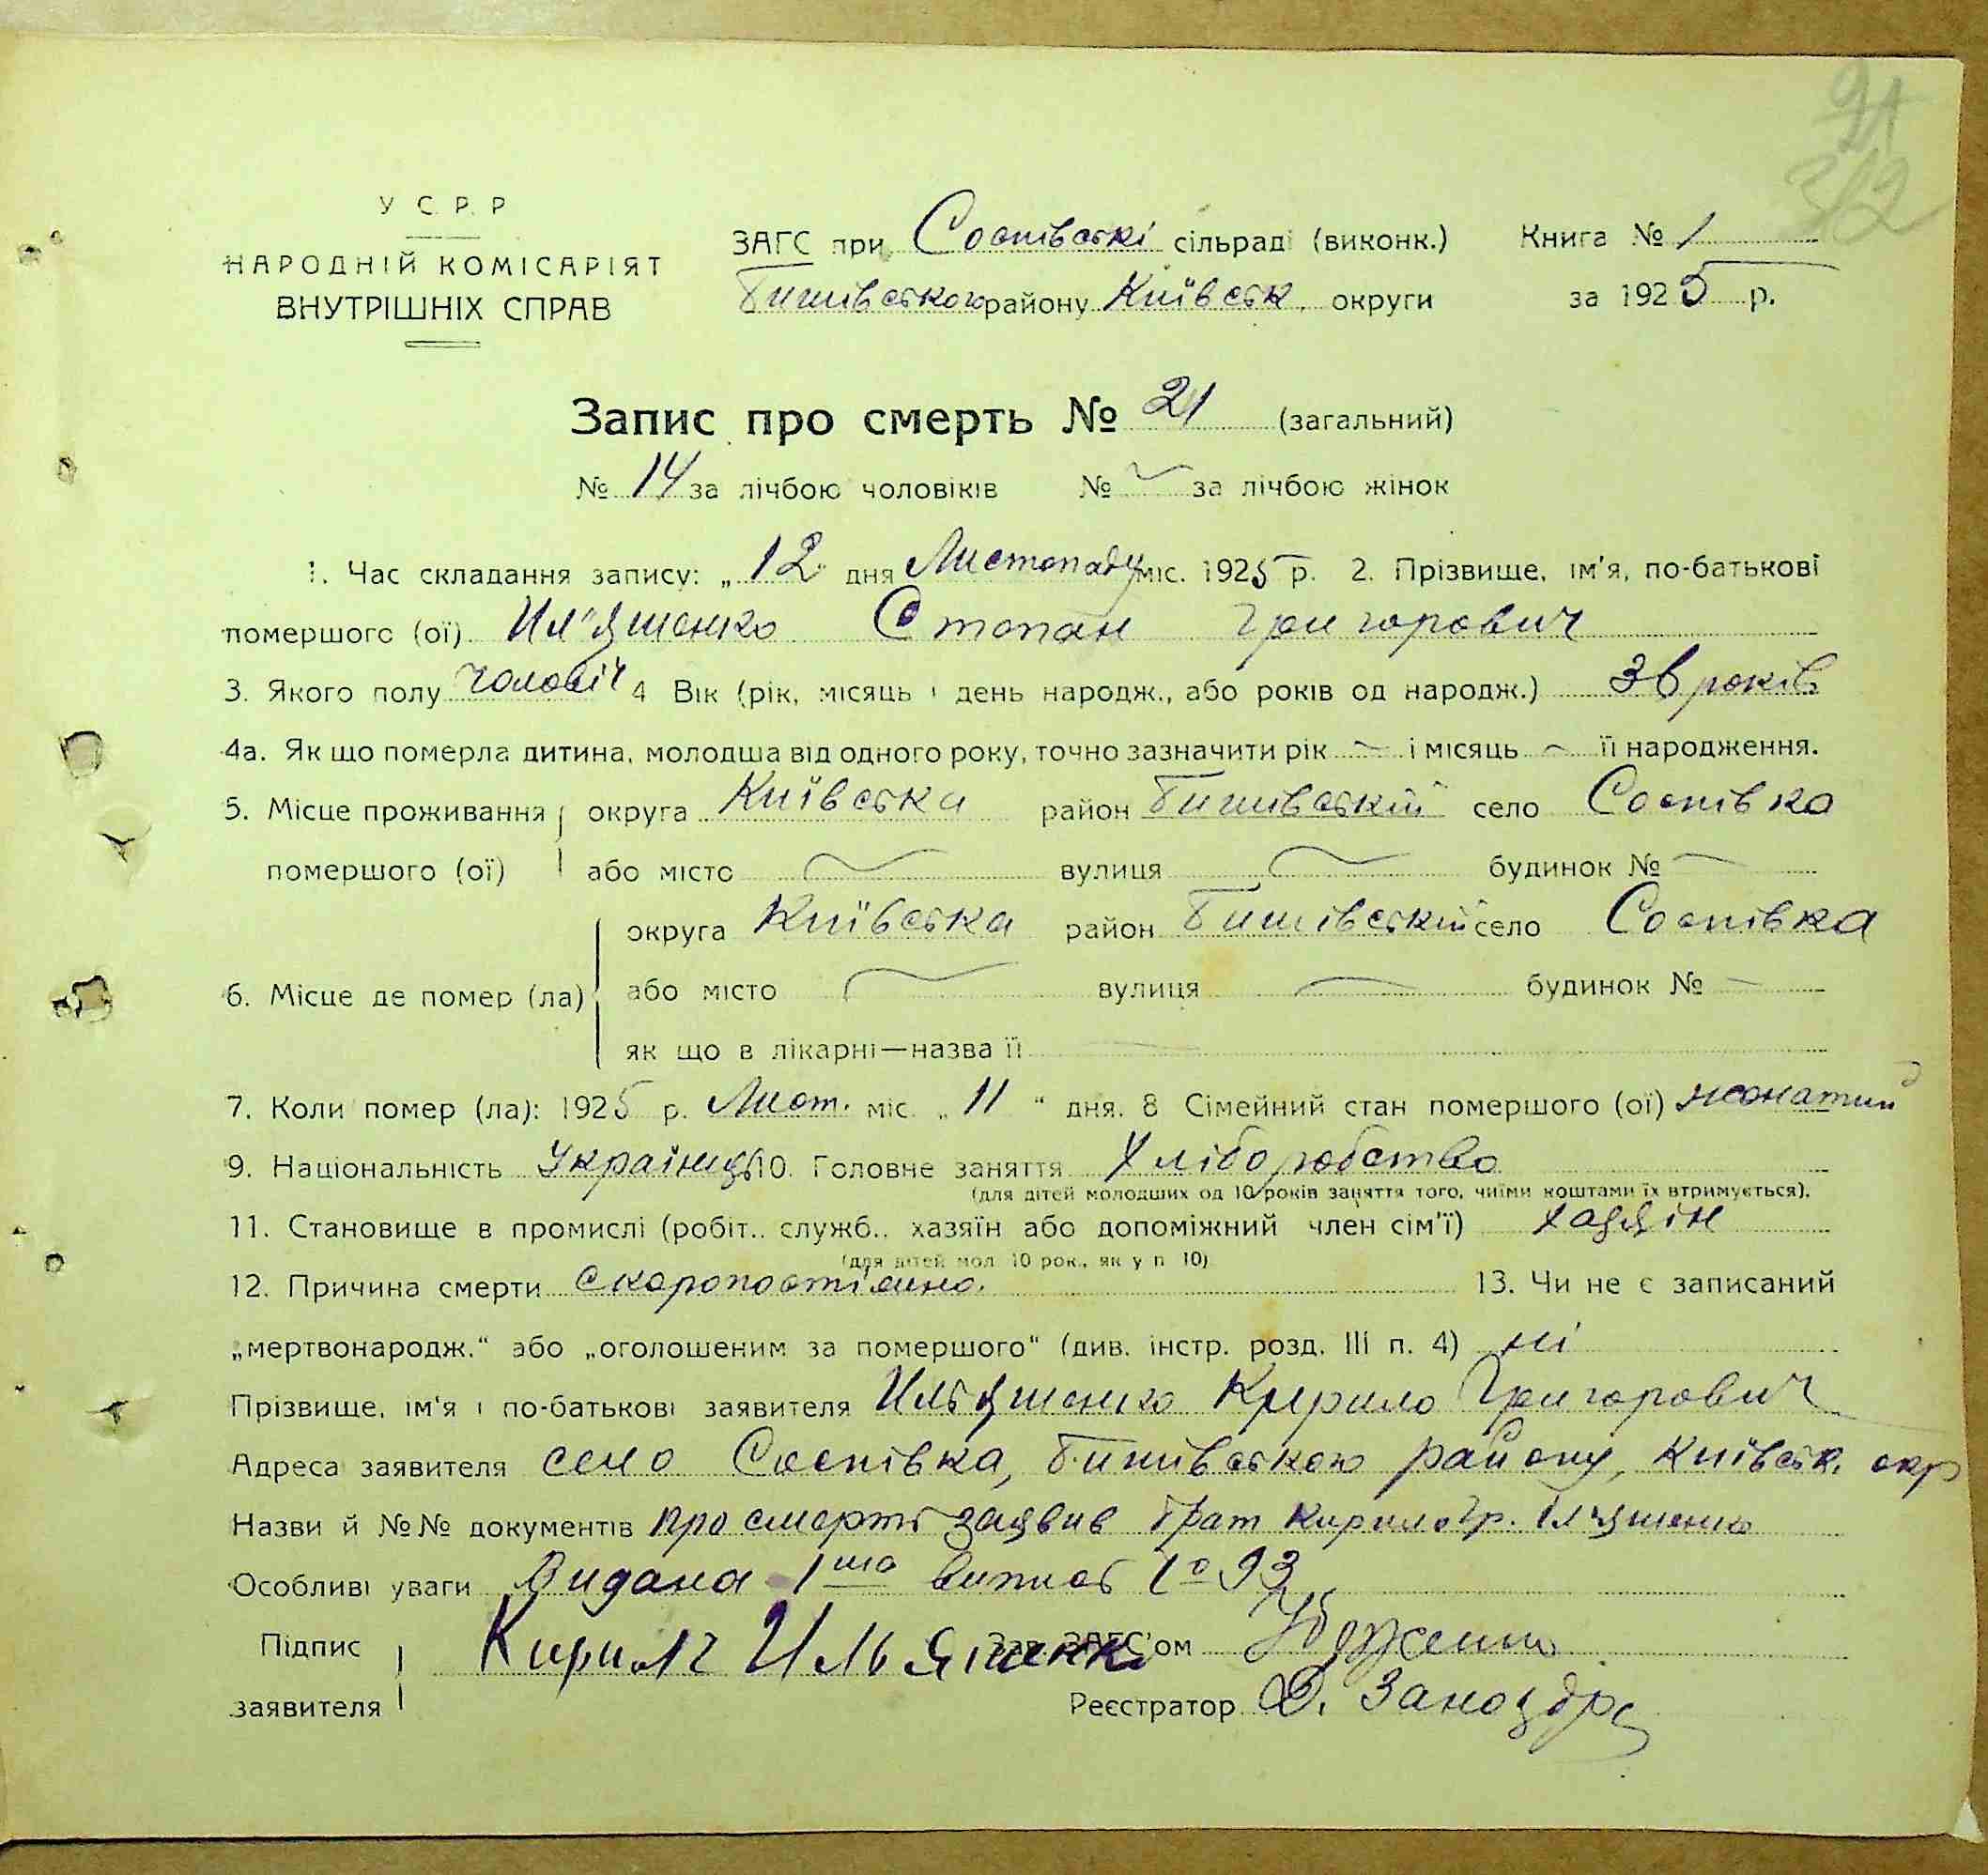 91
312
У С. Р. Р
НАРОДНІЙ КОМІСАРІЯТ
ВНУТРІШНІХ СПРАВ
ЗАГС при Соснівські сільраді (виконк.) Книга № 1
Бишівського району Київськ. округи за 1925 р.
Запис про смерть № 21 (загальний)
№ 14 за лічбою чоловіків № за лічбою жінок
1. Час складання запису: „ 12 дня Листопаду міс. 1925 р. 2. Прізвище, ім'я, по-батькові
помершого (ої) Ил'яшенко Степан Григорович
3. Якого полу чоловіч 4 Вік (рік, місяць і день народж., або років од народж.) 36 років
4а. Як що померла дитина, молодша від одного року, точно зазначити рік і місяць її народження.
5. Місце проживання округа Київська район Бишівський село Соснівка
помершого (ої) або місто вулиця будинок №
округа Київська район Бишівський село Соснівка
6. Місце де помер (ла) або місто вулиця будинок №
як що в лікарні—назва її
7. Коли помер (ла): 1925 р. Лист. міс. „ 11 “ дня. 8 Сімейний стан помершого (ої) жонатий
9. Національність Українець 10. Головне заняття Хліборобство
(для дітей молодших од 10 років заняття того, чиїми коштами їх втримується).
11. Становище в промислі (робіт.. служб.. хазяїн або допоміжний член сім'ї) хазяін
(для дітей мол 10 рок., як у п 10)
12. Причина смерти скоропостіжно. 13. Чи не є записаний
„мертвонародж.“ або „оголошеним за помершого“ (див. інстр. розд. III п. 4) ні
Прізвище, ім'я і по-батькові заявителя Ильяшенко Кирило Григорович
Адреса заявителя село Соснівка, Бишівського району, Київськ. окр
Назви й №№ документів про смерть заявив брат Кирило Гр. Іл'яшенко
Особливі уваги Видана 1ша випись 93
Підпис Кирило Ильяшенко Зав. ЗАГС'ом
заявителя Реєстратор Д. Заноздра